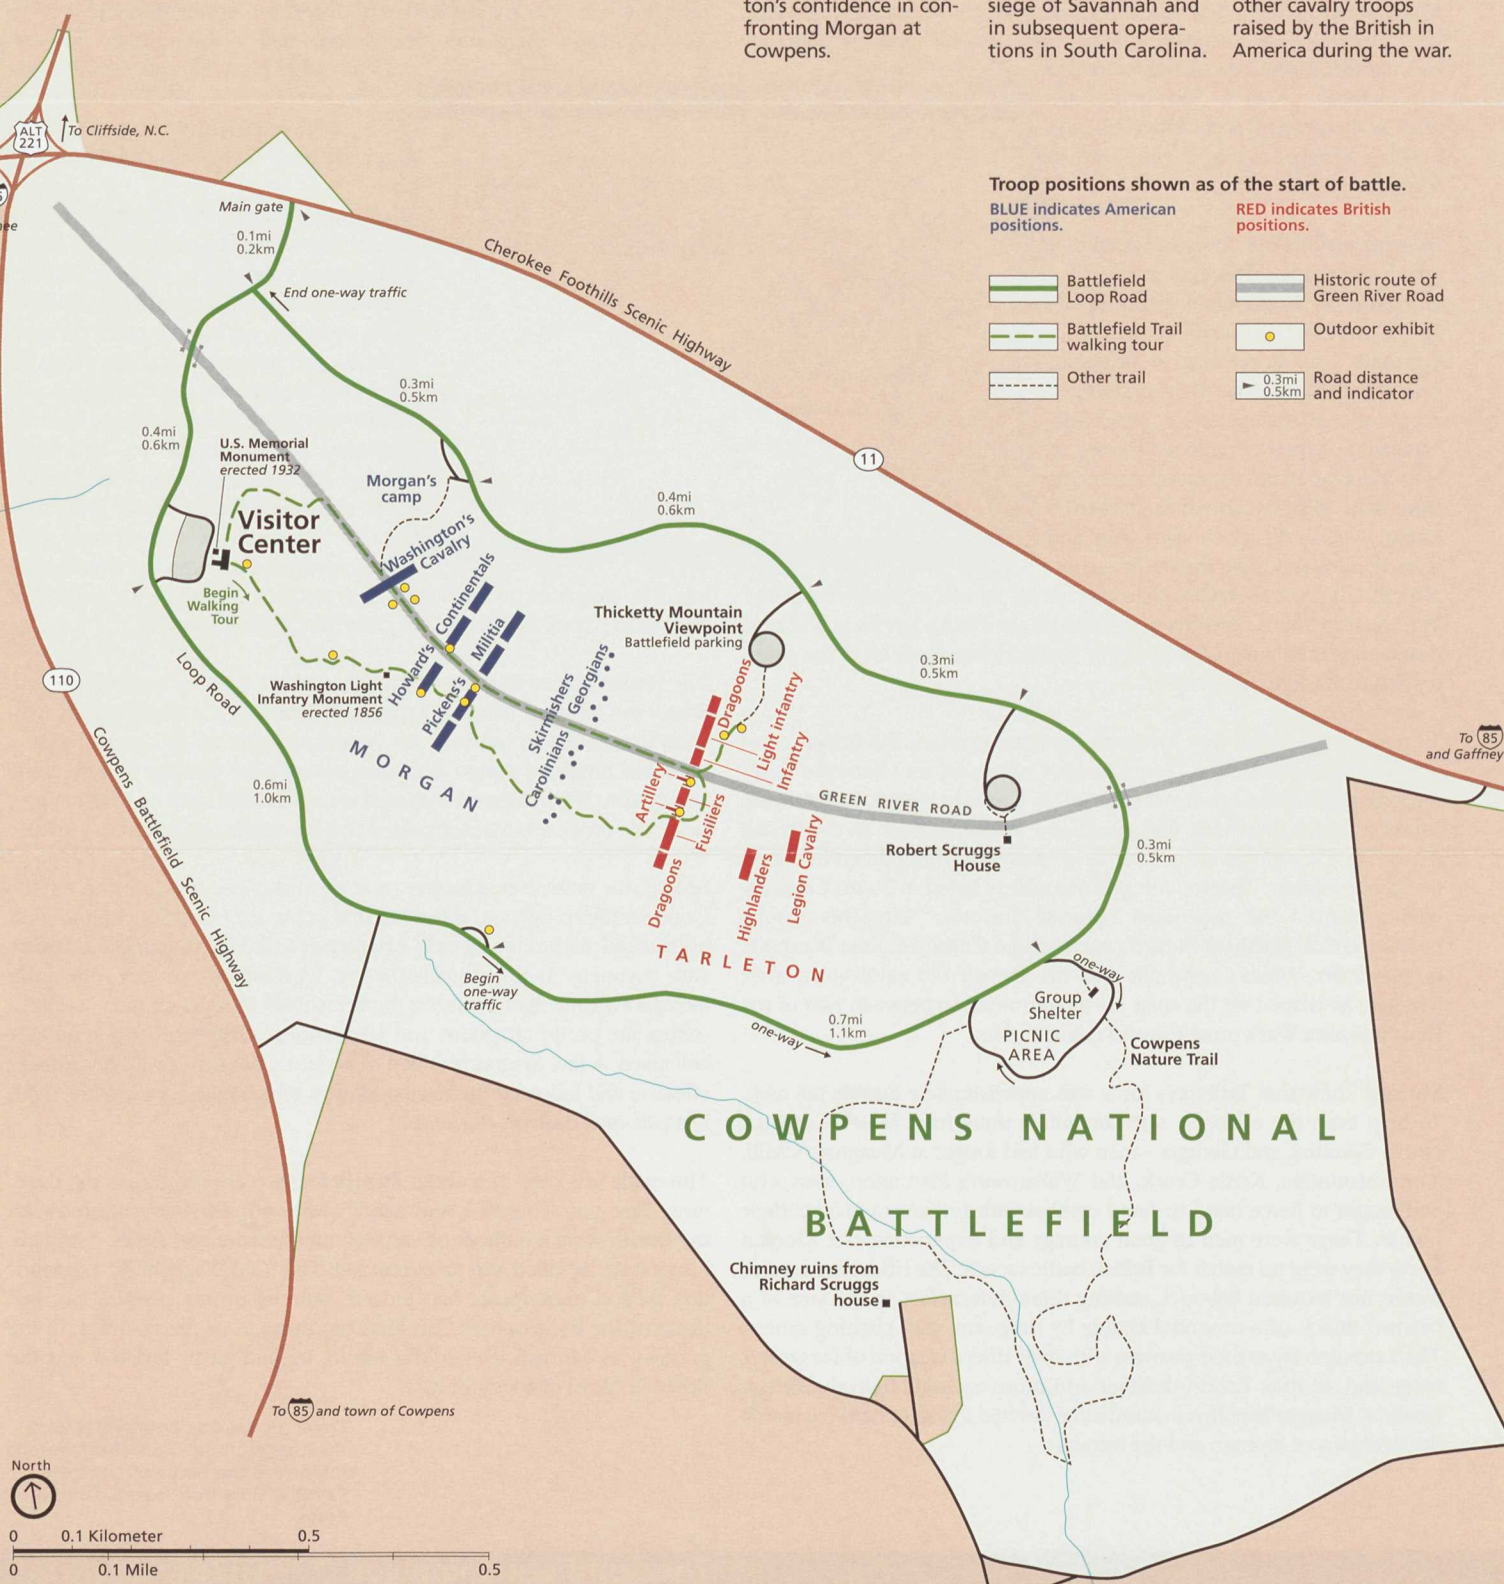 ton's confidence in con-
fronting Morgan at
Cowpens.
siege of Savannah and
in subsequent opera-
tions in South Carolina.
other cavalry troops
raised by the British in
America during the war.
ALT
221
To Cliffside, N.C.
Troop positions shown as of the start of battle.
BLUE indicates American
positions.
RED indicates British
positions.
Battlefield
Loop Road
Historic route of
Green River Road
Battlefield Trail
walking tour
Outdoor exhibit
Other trail
0.3mi
0.5km
Road distance
and indicator
Main gate
0.1mi
0.2km
End one-way traffic
Cherokee Foothills Scenic Highway
11
0.3mi
0.5km
0.4mi
0.6km
U.S. Memorial
Monument
erected 1932
Morgan's
camp
0.4mi
0.6km
Visitor
Center
Washington's
Cavalry
Begin
Walking
Tour
Howard's Continentals
Pickens's Militia
Thicketty Mountain
Viewpoint
Battlefield parking
Loop Road
110
Washington Light
Infantry Monument
erected 1856
Skirmishers
Georgians
Carolinians
Dragoons
Light infantry
Infantry
0.3mi
0.5km
To 85
and Gaffney
MORGAN
0.6mi
1.0km
Artillery
Fusiliers
GREEN RIVER ROAD
Robert Scruggs
House
0.3mi
0.5km
Dragoons
Highlanders
Legion Cavalry
TARLETON
Cowpens Battlefield Scenic Highway
Begin
one-way
traffic
one-way
0.7mi
1.1km
one-way
Group
Shelter
PICNIC
AREA
Cowpens
Nature Trail
COWPENS NATIONAL
BATTLEFIELD
Chimney ruins from
Richard Scruggs
house
To 85 and town of Cowpens
North
0 0.1 Kilometer 0.5
0 0.1 Mile 0.5